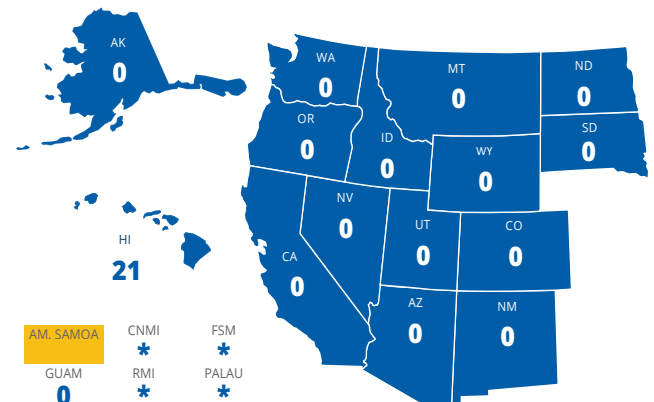 AK
0
WA
0
MT
0
ND
0
OR
0
ID
0
SD
0
WY
0
NV
0
UT
0
CO
0
CA
0
AZ
0
NM
0
HI
21
AM. SAMOA
CNMI
*
FSM
*
GUAM
0
RMI
*
PALAU
*